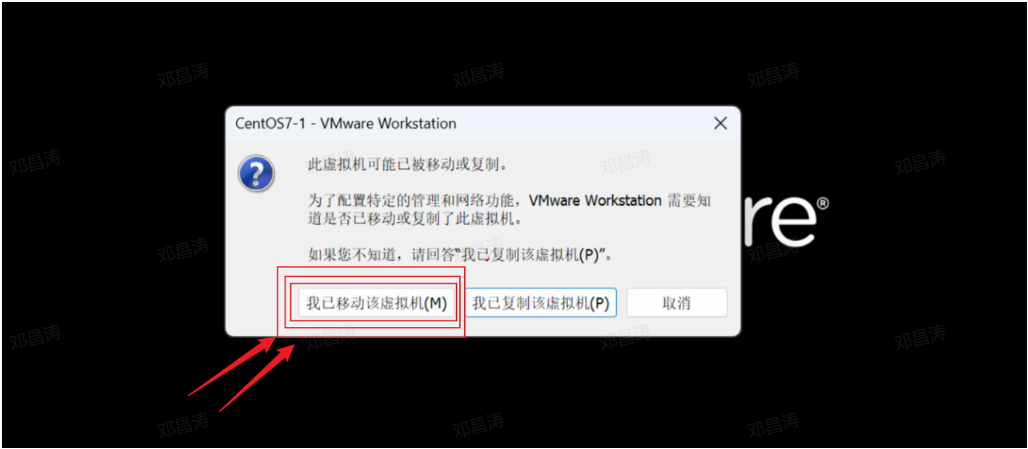 邓昌涛 邓昌涛 邓昌涛
CentOS7-1 - VMware Workstation
邓昌涛 邓昌涛 邓昌涛
此虚拟机可能已被移动或复制。
为了配置特定的管理和网络功能，VMware Workstation 需要知
道是否已移动或复制了此虚拟机。
re®
邓昌涛 邓昌涛 邓昌涛
如果您不知道，请回答“我已复制该虚拟机(P)”。
我已移动该虚拟机(M) 我已复制该虚拟机(P) 取消
邓昌涛 邓昌涛 邓昌涛 邓昌涛
邓昌涛 邓昌涛 邓昌涛